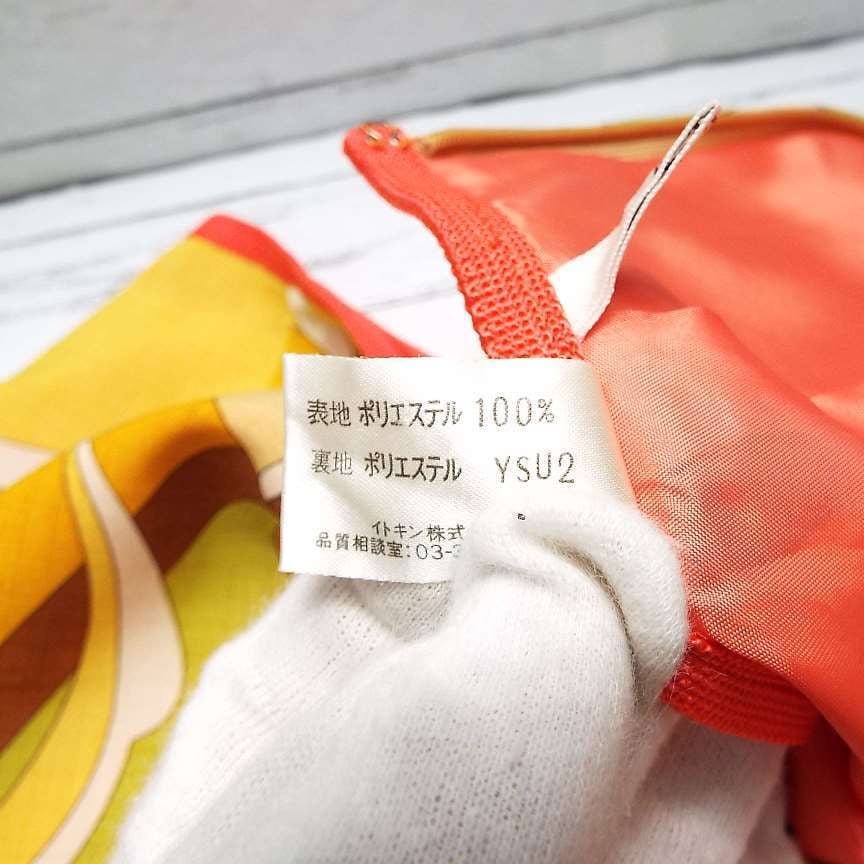 表地 ポリエステル 100%
裏地 ポリエステル YSU2
イトキン株式
品質相談室:03-3